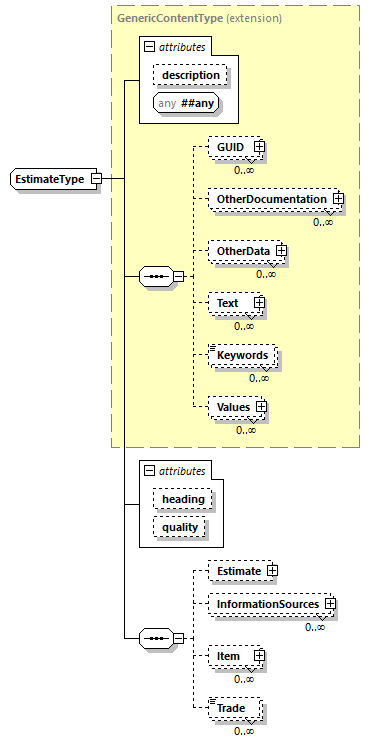 GenericContentType (extension)
attributes
description
any ##any
EstimateType
GUID
0..∞
OtherDocumentation
0..∞
OtherData
0..∞
Text
0..∞
Keywords
0..∞
Values
0..∞
attributes
heading
quality
Estimate
InformationSources
0..∞
Item
0..∞
Trade
0..∞